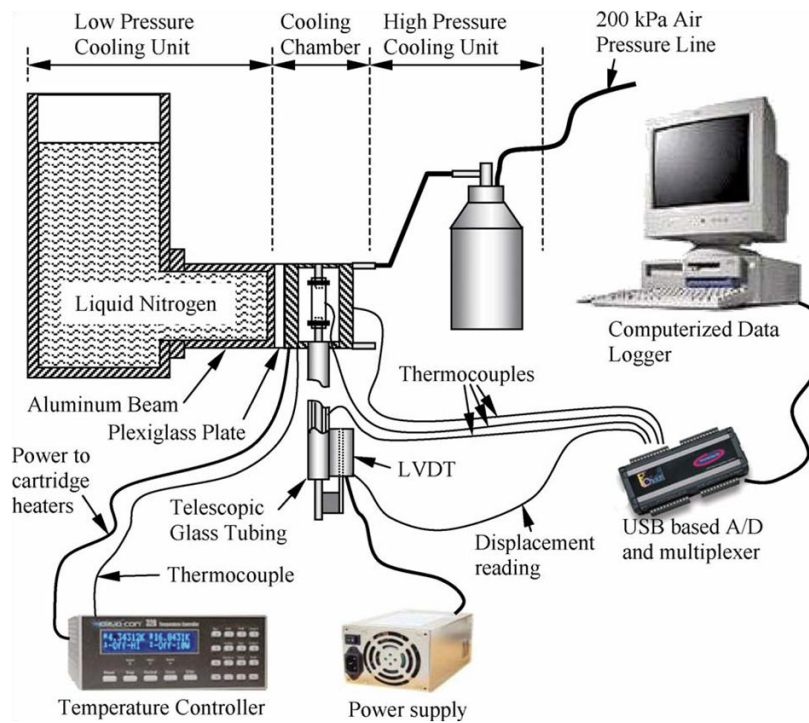 Low Pressure
Cooling Unit
Cooling
Chamber
High Pressure
Cooling Unit
200 kPa Air
Pressure Line
Liquid Nitrogen
Computerized Data
Logger
Aluminum Beam
Plexiglass Plate
Thermocouples
Power to
cartridge
heaters
LVDT
Telescopic
Glass Tubing
Displacement
reading
USB based A/D
and multiplexer
Thermocouple
Temperature Controller
Power supply